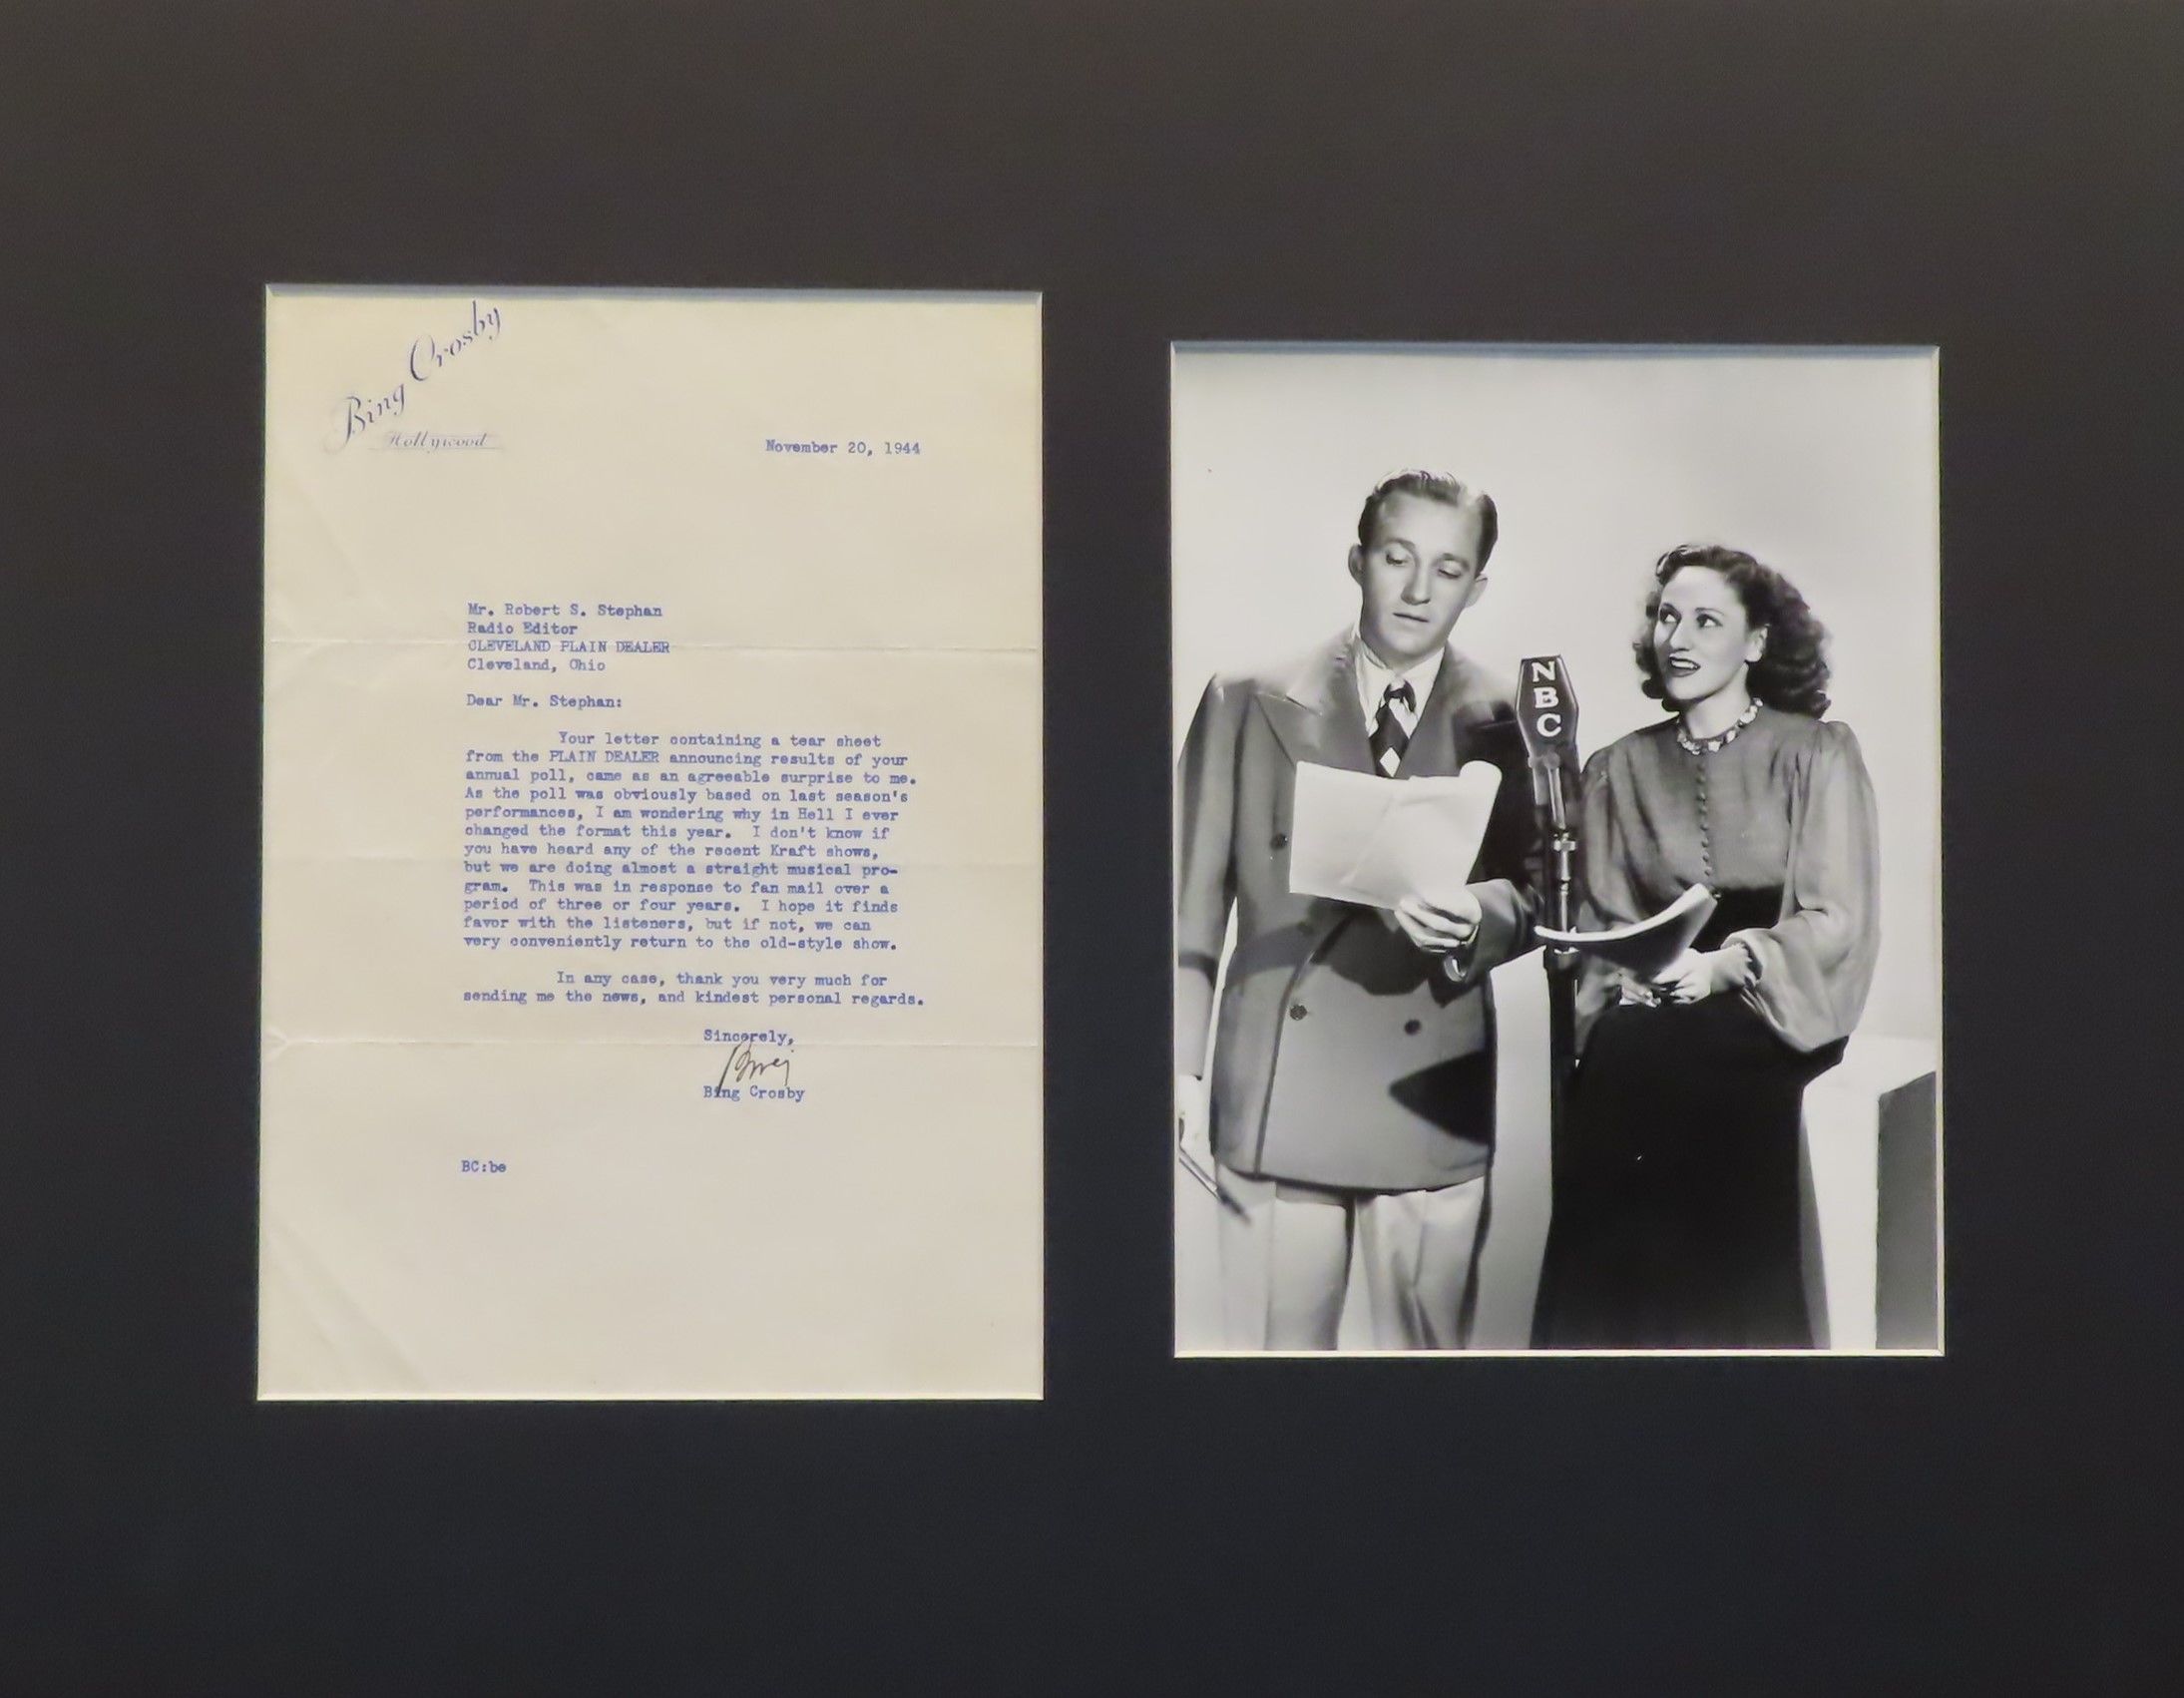 Bing Crosby
Hollywood
November 20, 1944
Mr. Robert S. Stephan
Radio Editor
CLEVELAND PLAIN DEALER
Cleveland, Ohio
Dear Mr. Stephan:
Your letter containing a tear sheet
from the PLAIN DEALER announcing results of your
annual poll, came as an agreeable surprise to me.
As the poll was obviously based on last season's
performances, I am wondering why in Hell I ever
changed the format this year. I don't know if
you have heard any of the recent Kraft shows,
but we are doing almost a straight musical pro-
gram. This was in response to fan mail over a
period of three or four years. I hope it finds
favor with the listeners, but if not, we can
very conveniently return to the old-style show.
In any case, thank you very much for
sending me the news, and kindest personal regards.
Sincerely,
Bing
Bing Crosby
BC:be
N
B
C